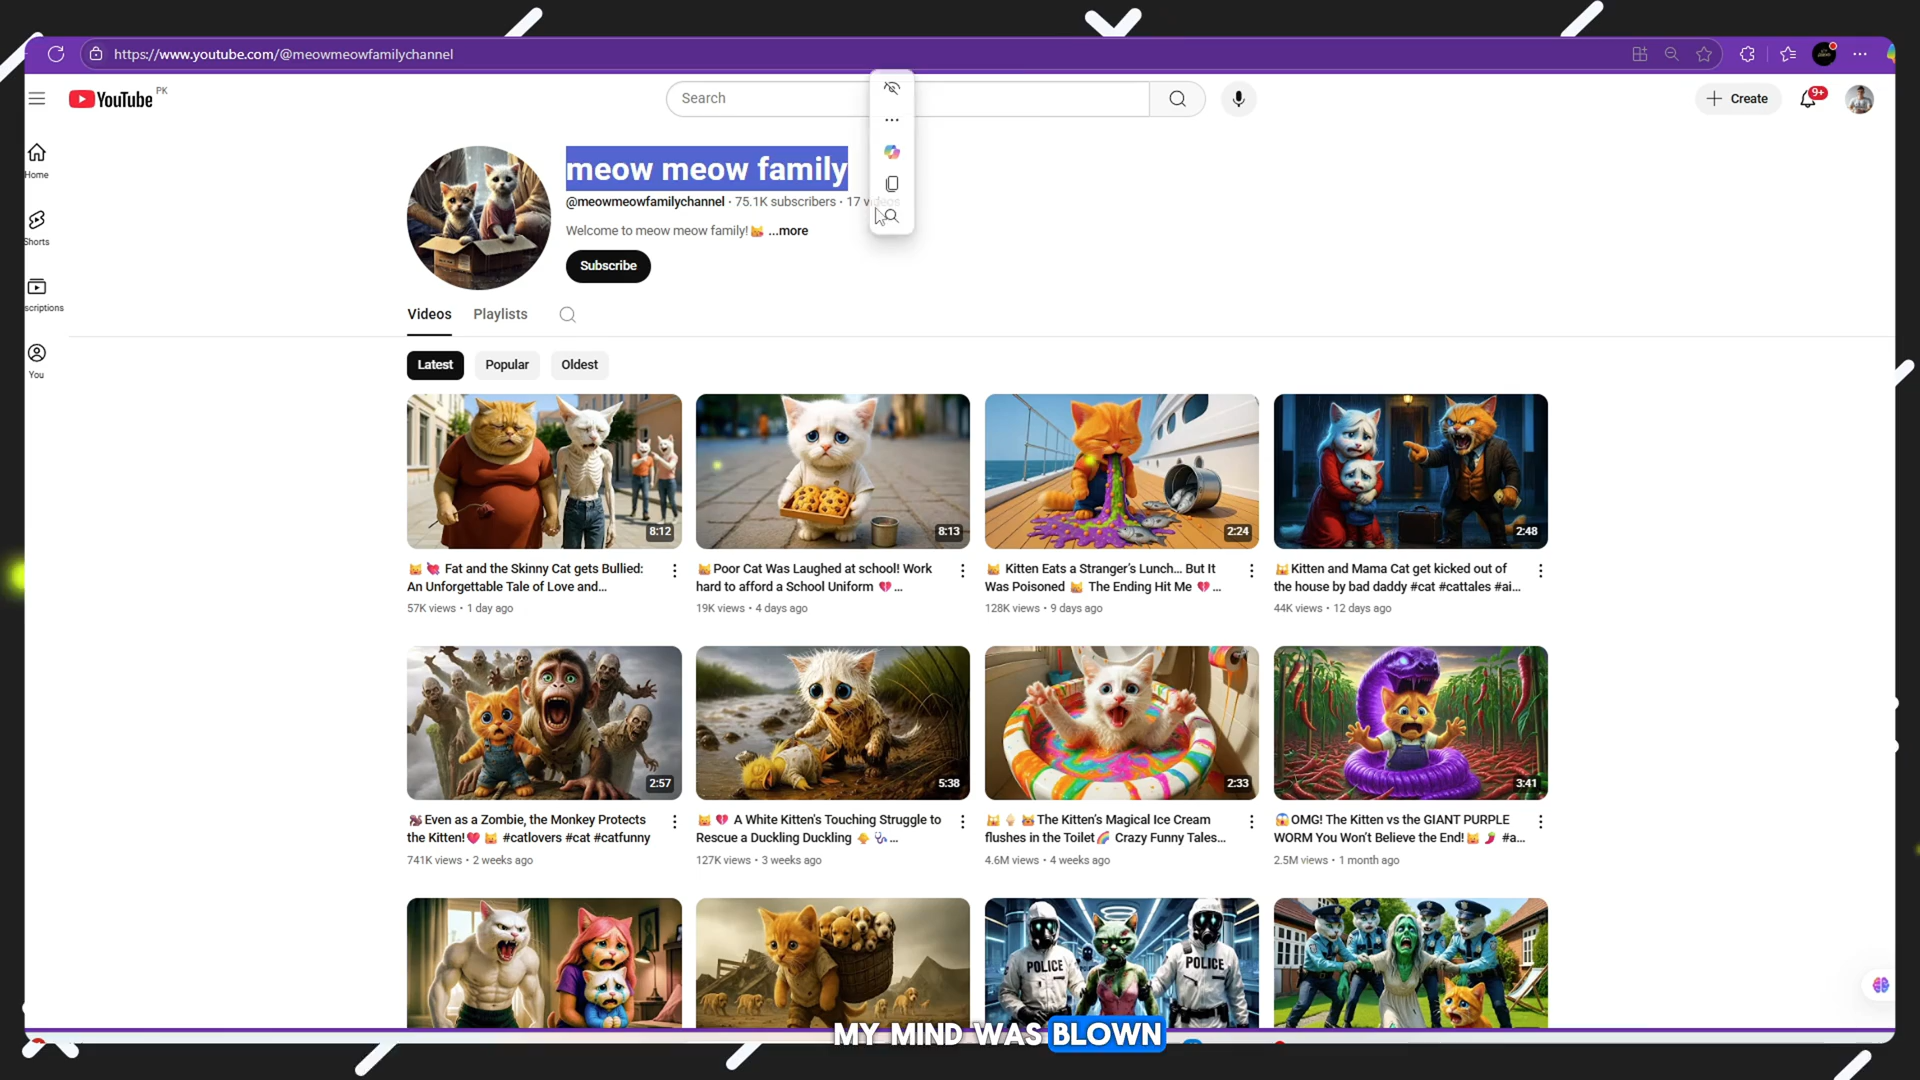 https://www.youtube.com/@meowmeowfamilychannel
YouTube PK
Search
Create
9+
Home
Shorts
scriptions
You
meow meow family
@meowmeowfamilychannel · 75.1K subscribers · 17 videos
Welcome to meow meow family!😹 ...more
Subscribe
Videos
Playlists
Latest
Popular
Oldest
8:12
8:13
2:24
2:48
😹 💘 Fat and the Skinny Cat gets Bullied:
An Unforgettable Tale of Love and...
57K views • 1 day ago
😹Poor Cat Was Laughed at school! Work
hard to afford a School Uniform 💔 ...
19K views • 4 days ago
😹 Kitten Eats a Stranger's Lunch... But It
Was Poisoned 😹 The Ending Hit Me 💔 ...
128K views • 9 days ago
🙀Kitten and Mama Cat get kicked out of
the house by bad daddy #cat #cattales #ai...
44K views • 12 days ago
2:57
5:38
2:33
3:41
🐒Even as a Zombie, the Monkey Protects
the Kitten!❤️ 😹 #catlovers #cat #catfunny
741K views • 2 weeks ago
😹 💔 A White Kitten's Touching Struggle to
Rescue a Duckling Duckling 🐥 🩺 ...
127K views • 3 weeks ago
🙀🍦😹The Kitten's Magical Ice Cream
flushes in the Toilet🌈 Crazy Funny Tales...
4.6M views • 4 weeks ago
😱OMG! The Kitten vs the GIANT PURPLE
WORM You Won't Believe the End!😹 🌶️ #a...
2.5M views • 1 month ago
POLICE
POLICE
MY MIND WAS BLOWN